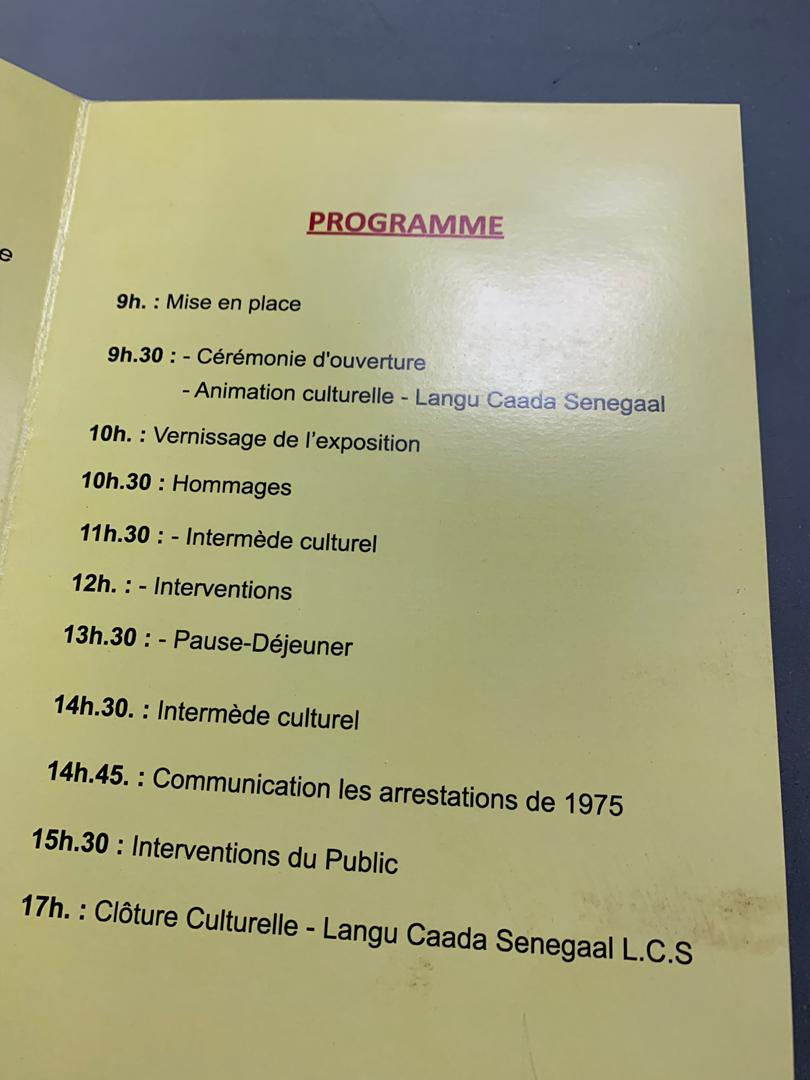 e
PROGRAMME
9h. : Mise en place
9h.30 : - Cérémonie d'ouverture
- Animation culturelle - Langu Caada Senegaal
10h. : Vernissage de l'exposition
10h.30 : Hommages
11h.30 : - Intermède culturel
12h. : - Interventions
13h.30 : - Pause-Déjeuner
14h.30. : Intermède culturel
14h.45. : Communication les arrestations de 1975
15h.30 : Interventions du Public
17h. : Clôture Culturelle - Langu Caada Senegaal L.C.S